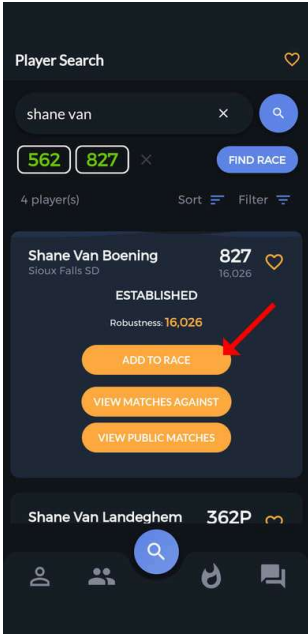 Player Search
shane van ×
562 827 × FIND RACE
4 player(s) Sort Filter
Shane Van Boening 827
Sioux Falls SD 16,026
ESTABLISHED
Robustness: 16,026
ADD TO RACE
VIEW MATCHES AGAINST
VIEW PUBLIC MATCHES
Shane Van Landeghem 362P